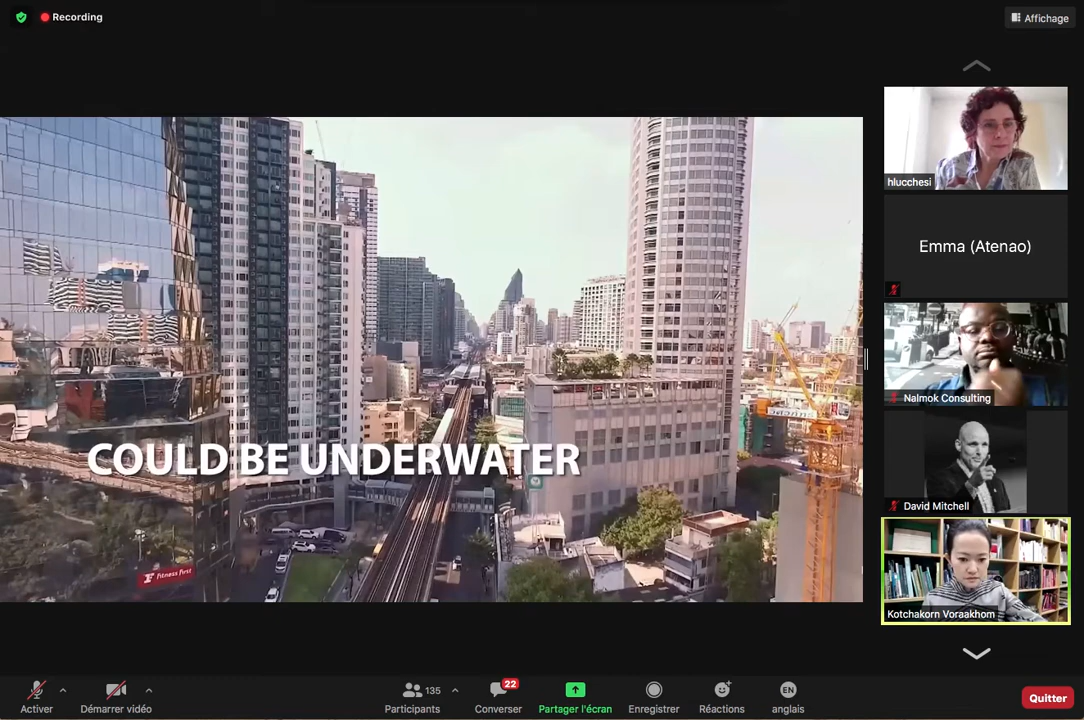 Recording
Affichage
hlucchesi
Emma (Atenao)
Nalmok Consulting
David Mitchell
COULD BE UNDERWATER
Fitness First
Kotchakorn Voraakhom
22
135
EN
Activer
Démarrer vidéo
Participants
Converser
Partager l'écran
Enregistrer
Réactions
anglais
Quitter